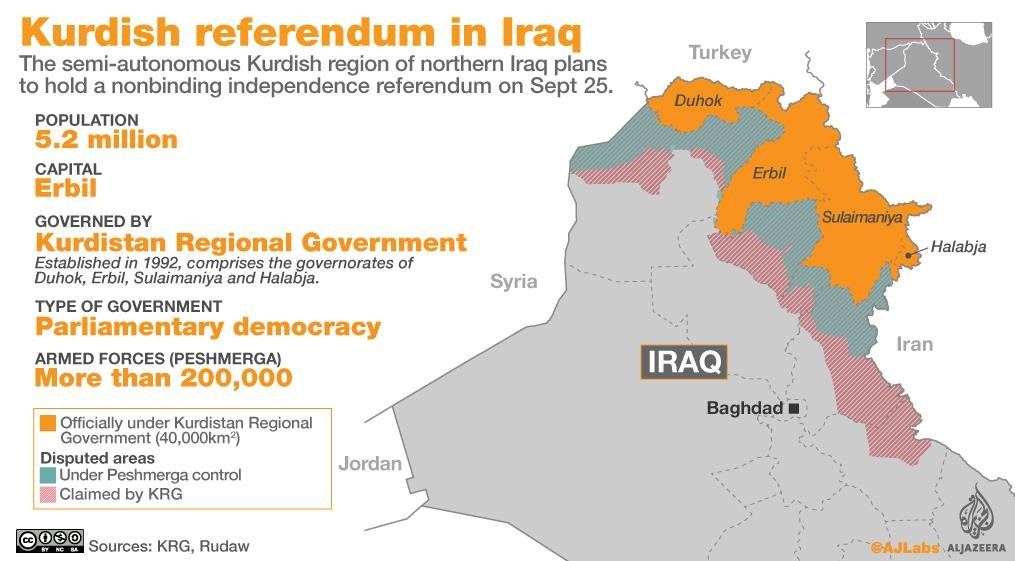 Kurdish referendum in Iraq
The semi-autonomous Kurdish region of northern Iraq plans
to hold a nonbinding independence referendum on Sept 25.
POPULATION
5.2 million
CAPITAL
Erbil
GOVERNED BY
Kurdistan Regional Government
Established in 1992, comprises the governorates of
Duhok, Erbil, Sulaimaniya and Halabja.
TYPE OF GOVERNMENT
Parliamentary democracy
ARMED FORCES (PESHMERGA)
More than 200,000
Officially under Kurdistan Regional
Government (40,000km²)
Disputed areas
Under Peshmerga control
Claimed by KRG
cc BY NC SA
Sources: KRG, Rudaw
Turkey
Duhok
Erbil
Sulaimaniya
Halabja
Syria
Iran
IRAQ
Baghdad
Jordan
@AJLabs
ALJAZEERA